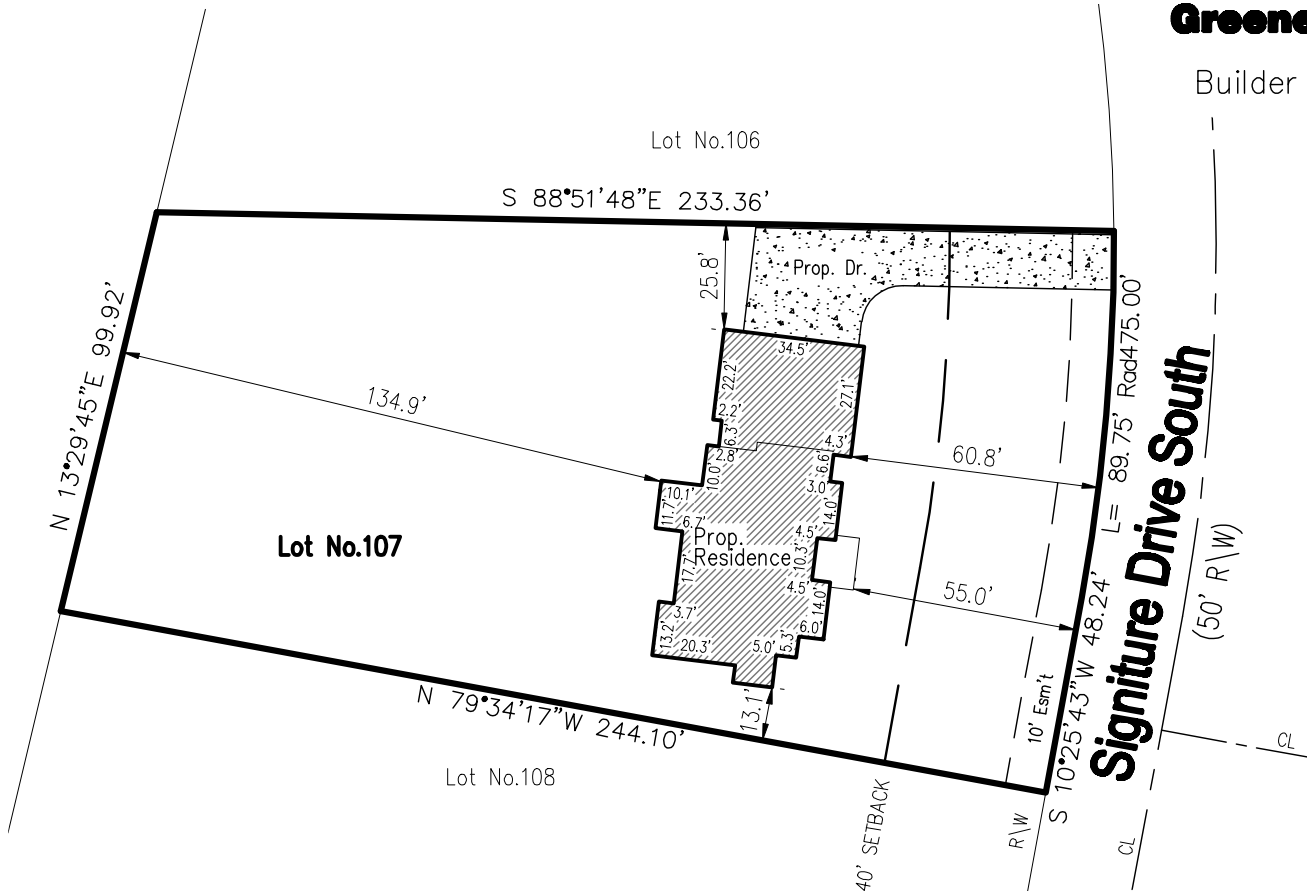 Greene
Builder
Lot No.106
S 88°51'48"E 233.36'
N 13°29'45"E 99.92'
25.8'
Prop. Dr.
34.5'
22.2'
27.1'
2.2'
6.3'
2.8'
10.0'
4.3'
6.6'
3.0'
134.9'
60.8'
10.1'
11.7'
6.7'
14.0'
4.5'
Prop.
Residence
10.3'
17.7'
4.5'
14.0'
55.0'
Lot No.107
3.7'
13.2'
20.3'
6.0'
5.3'
5.0'
13.1'
L= 89.75' Rad475.00'
S 10°25'43"W 48.24'
Signiture Drive South
(50' R\W)
10' Esm't
N 79°34'17"W 244.10'
Lot No.108
40' SETBACK
R\W
CL
CL